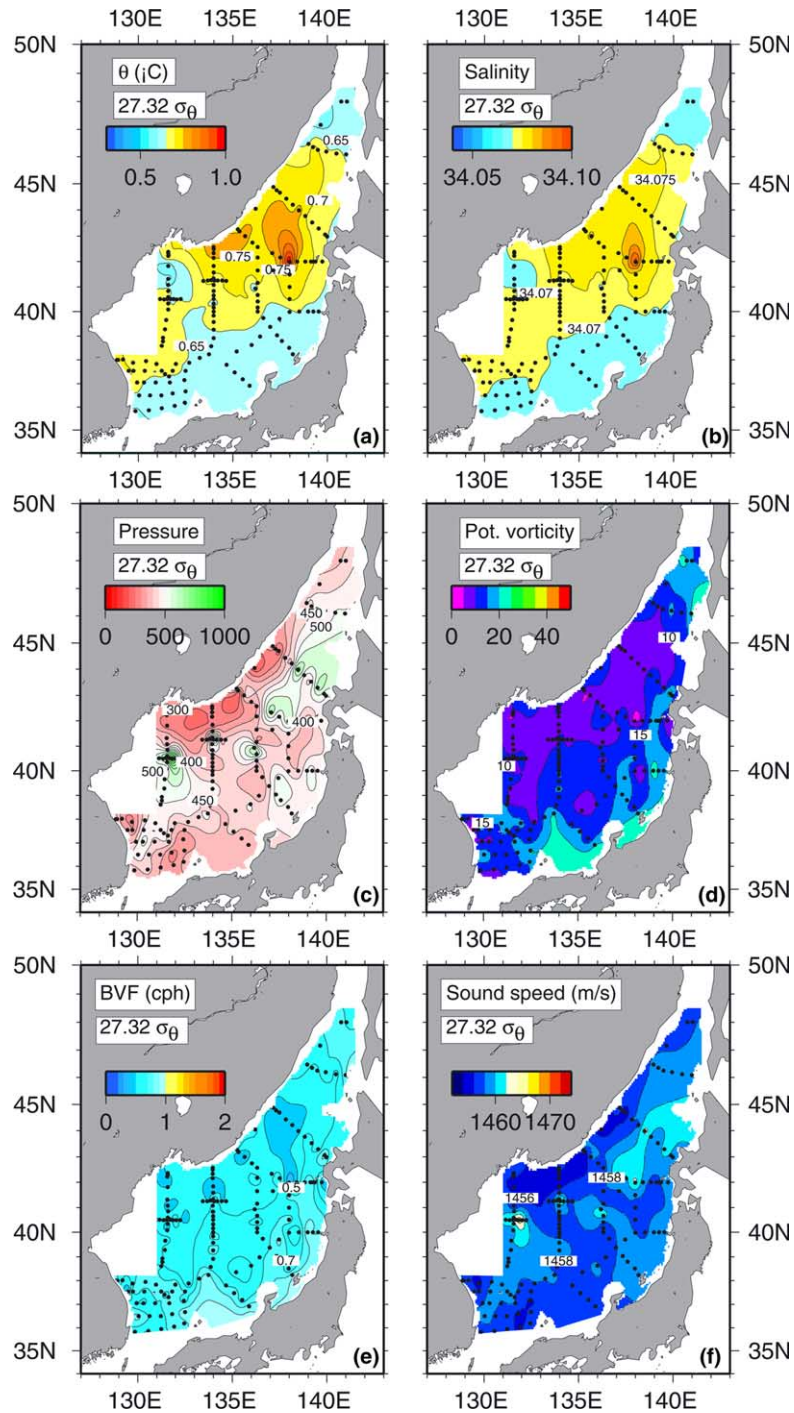 130E 135E 140E
130E 135E 140E
50N
45N
40N
35N
θ (¡C)
27.32 σθ
0.5 1.0
0.65
0.7
0.75
0.75
0.65
(a)
Salinity
27.32 σθ
34.05 34.10
34.075
34.07
34.07
(b)
50N
45N
40N
35N
130E 135E 140E
130E 135E 140E
50N
45N
40N
35N
Pressure
27.32 σθ
0 500 1000
450
500
300
400
400
500
450
(c)
Pot. vorticity
27.32 σθ
0 20 40
10
15
10
15
(d)
50N
45N
40N
35N
130E 135E 140E
130E 135E 140E
50N
45N
40N
35N
BVF (cph)
27.32 σθ
0 1 2
0.5
0.7
(e)
Sound speed (m/s)
27.32 σθ
1460 1470
1458
1456
1458
(f)
50N
45N
40N
35N
130E 135E 140E
130E 135E 140E